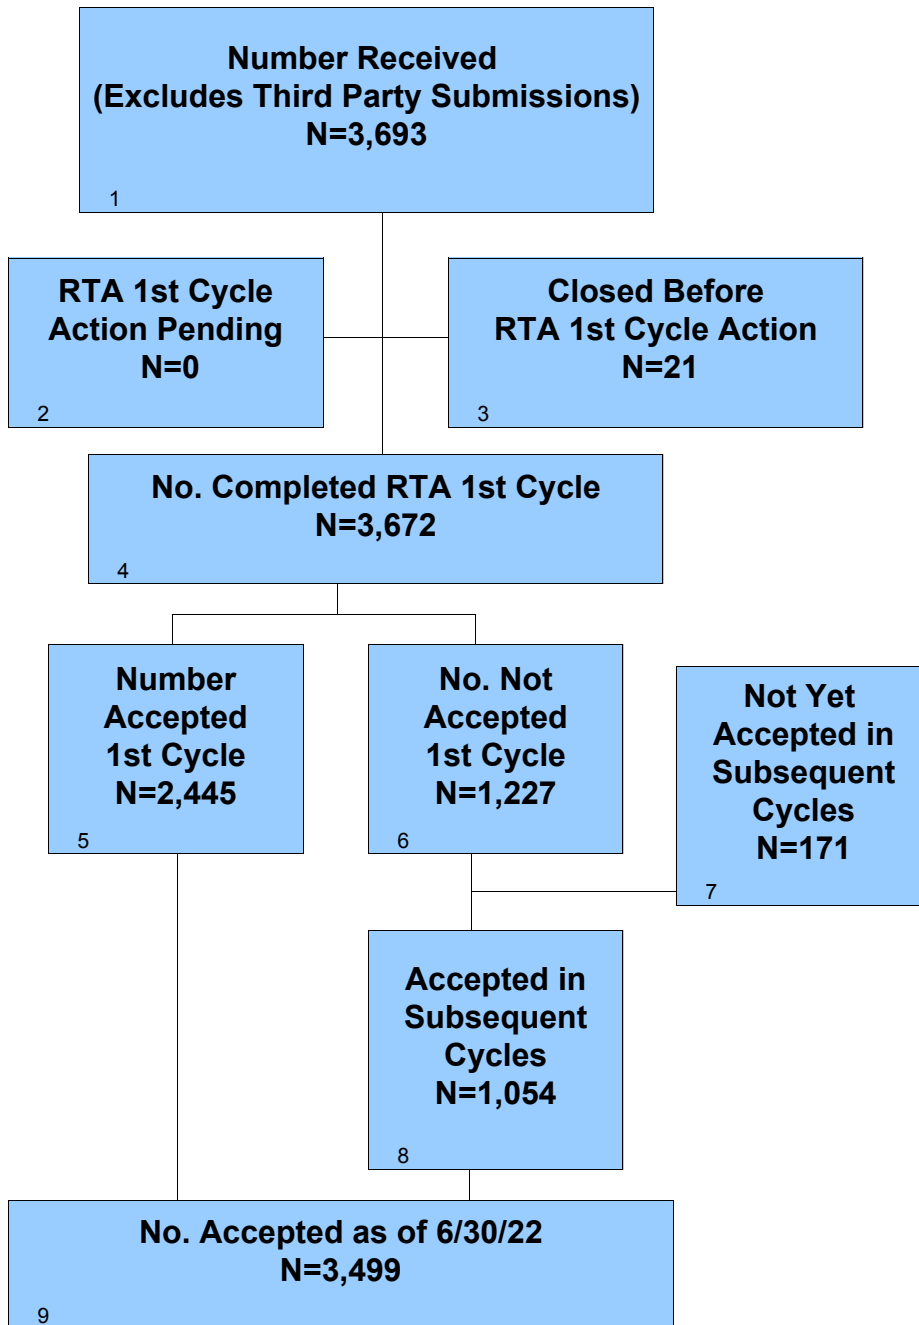 Number Received
(Excludes Third Party Submissions)
N=3,693
1
RTA 1st Cycle
Action Pending
N=0
2
Closed Before
RTA 1st Cycle Action
N=21
3
No. Completed RTA 1st Cycle
N=3,672
4
Number
Accepted
1st Cycle
N=2,445
5
No. Not
Accepted
1st Cycle
N=1,227
6
Not Yet
Accepted in
Subsequent
Cycles
N=171
7
Accepted in
Subsequent
Cycles
N=1,054
8
No. Accepted as of 6/30/22
N=3,499
9